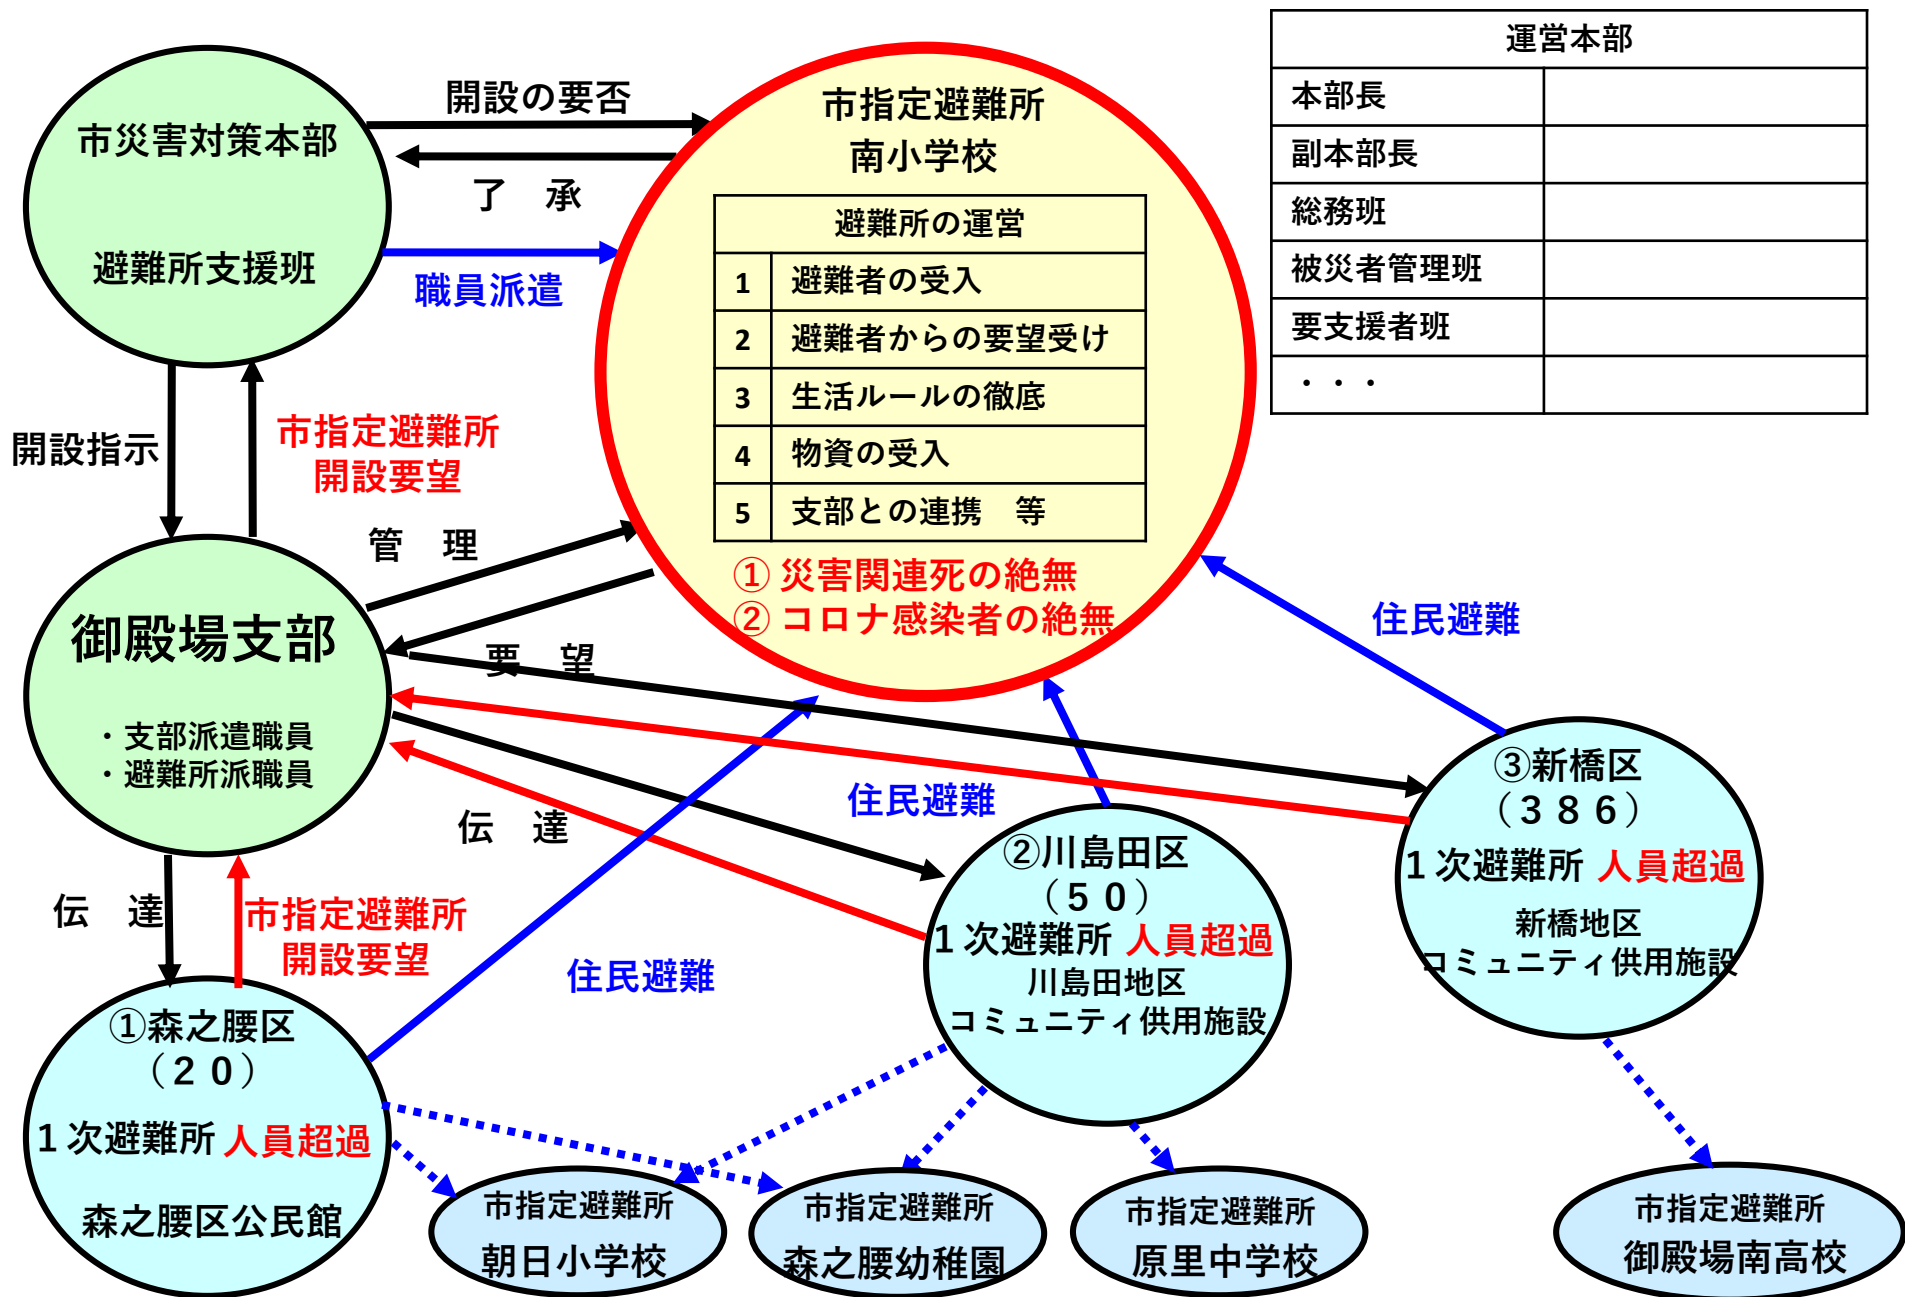 運営本部
本部長
副本部長
総務班
被災者管理班
要支援者班
・・・
市災害対策本部
避難所支援班
開設の要否
了　承
職員派遣
市指定避難所
南小学校
避難所の運営
1 避難者の受入
2 避難者からの要望受け
3 生活ルールの徹底
4 物資の受入
5 支部との連携　等
①災害関連死の絶無
②コロナ感染者の絶無
開設指示
市指定避難所
開設要望
管　理
要　望
御殿場支部
・支部派遣職員
・避難所派職員
伝　達
市指定避難所
開設要望
伝　達
住民避難
住民避難
住民避難
①森之腰区
（２０）
１次避難所 人員超過
森之腰区公民館
②川島田区
（５０）
１次避難所 人員超過
川島田地区
コミュニティ供用施設
③新橋区
（３８６）
１次避難所 人員超過
新橋地区
コミュニティ供用施設
市指定避難所
朝日小学校
市指定避難所
森之腰幼稚園
市指定避難所
原里中学校
市指定避難所
御殿場南高校